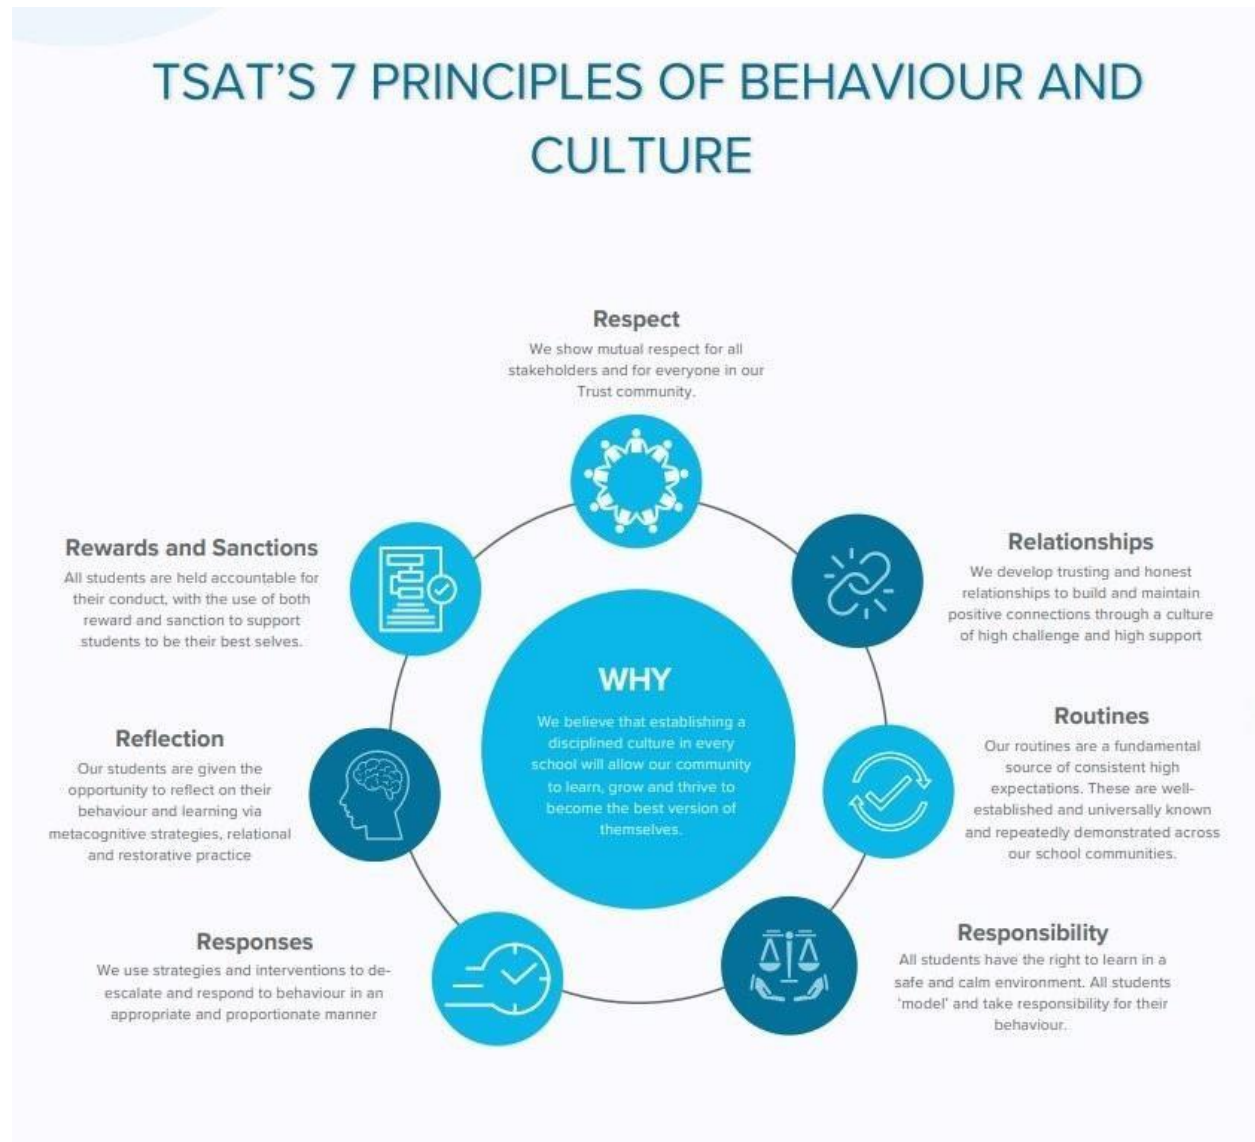 TSAT’S 7 PRINCIPLES OF BEHAVIOUR AND
CULTURE
Respect
We show mutual respect for all
stakeholders and for everyone in our
Trust community.
Relationships
We develop trusting and honest
relationships to build and maintain
positive connections through a culture
of high challenge and high support
Routines
Our routines are a fundamental
source of consistent high
expectations. These are well-
established and universally known
and repeatedly demonstrated across
our school communities.
Responsibility
All students have the right to learn in a
safe and calm environment. All students
‘model’ and take responsibility for their
behaviour.
Responses
We use strategies and interventions to de-
escalate and respond to behaviour in an
appropriate and proportionate manner
Reflection
Our students are given the
opportunity to reflect on their
behaviour and learning via
metacognitive strategies, relational
and restorative practice
Rewards and Sanctions
All students are held accountable for
their conduct, with the use of both
reward and sanction to support
students to be their best selves.
WHY
We believe that establishing a
disciplined culture in every
school will allow our community
to learn, grow and thrive to
become the best version of
themselves.